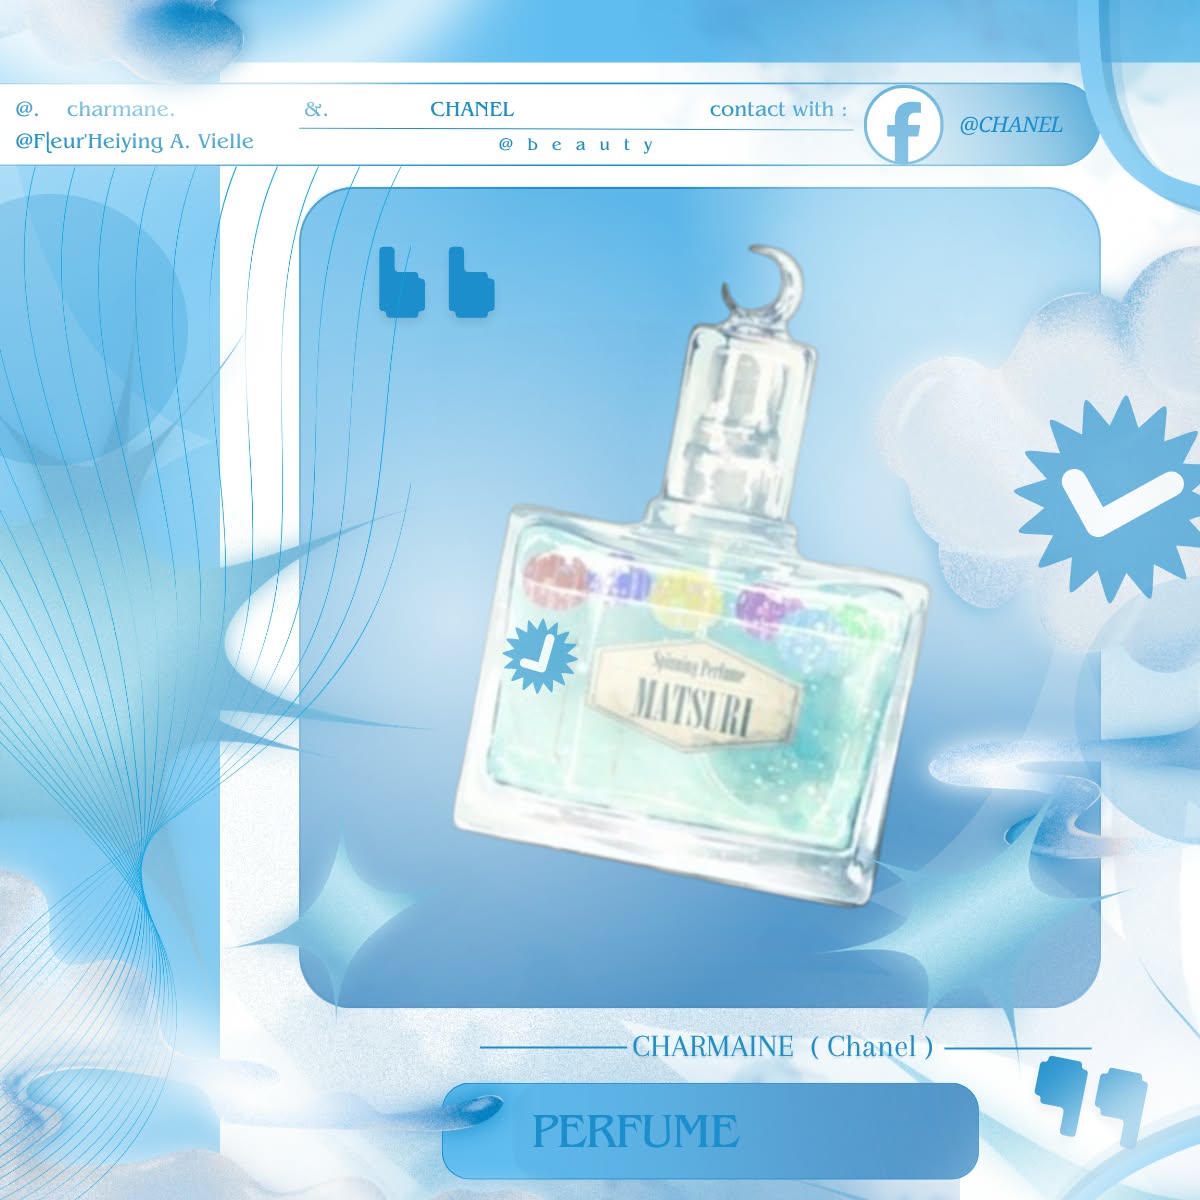 @. charmane. &. CHANEL contact with :
@Fleur'Heiying A. Vielle @ b e a u t y
@CHANEL
Spinning Perfume
MATSURI
CHARMAINE ( Chanel )
PERFUME